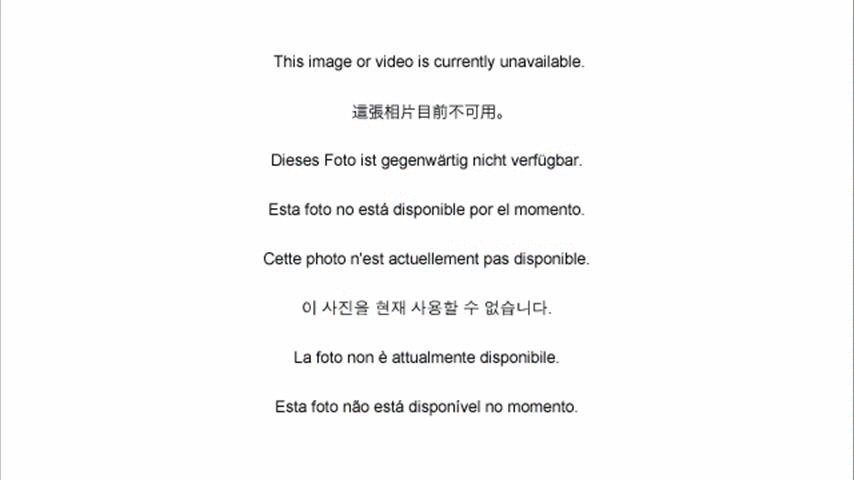 This image or video is currently unavailable.
這張相片目前不可用。
Dieses Foto ist gegenwärtig nicht verfügbar.
Esta foto no está disponible por el momento.
Cette photo n'est actuellement pas disponible.
이 사진을 현재 사용할 수 없습니다.
La foto non è attualmente disponibile.
Esta foto não está disponível no momento.